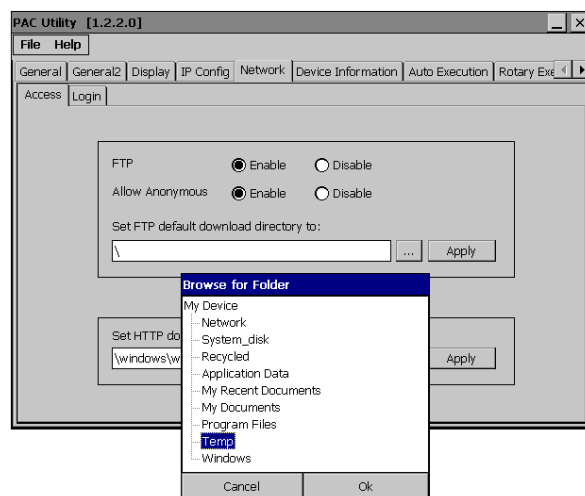 PAC Utility [1.2.2.0]
File Help
General General2 Display IP Config Network Device Information Auto Execution Rotary Exe
Access Login
FTP Enable Disable
Allow Anonymous Enable Disable
Set FTP default download directory to:
\ ... Apply
Browse for Folder
My Device
Network
System_disk
Recycled
Application Data
My Recent Documents
My Documents
Program Files
Temp
Windows
Cancel Ok
Set HTTP do
\windows\w Apply